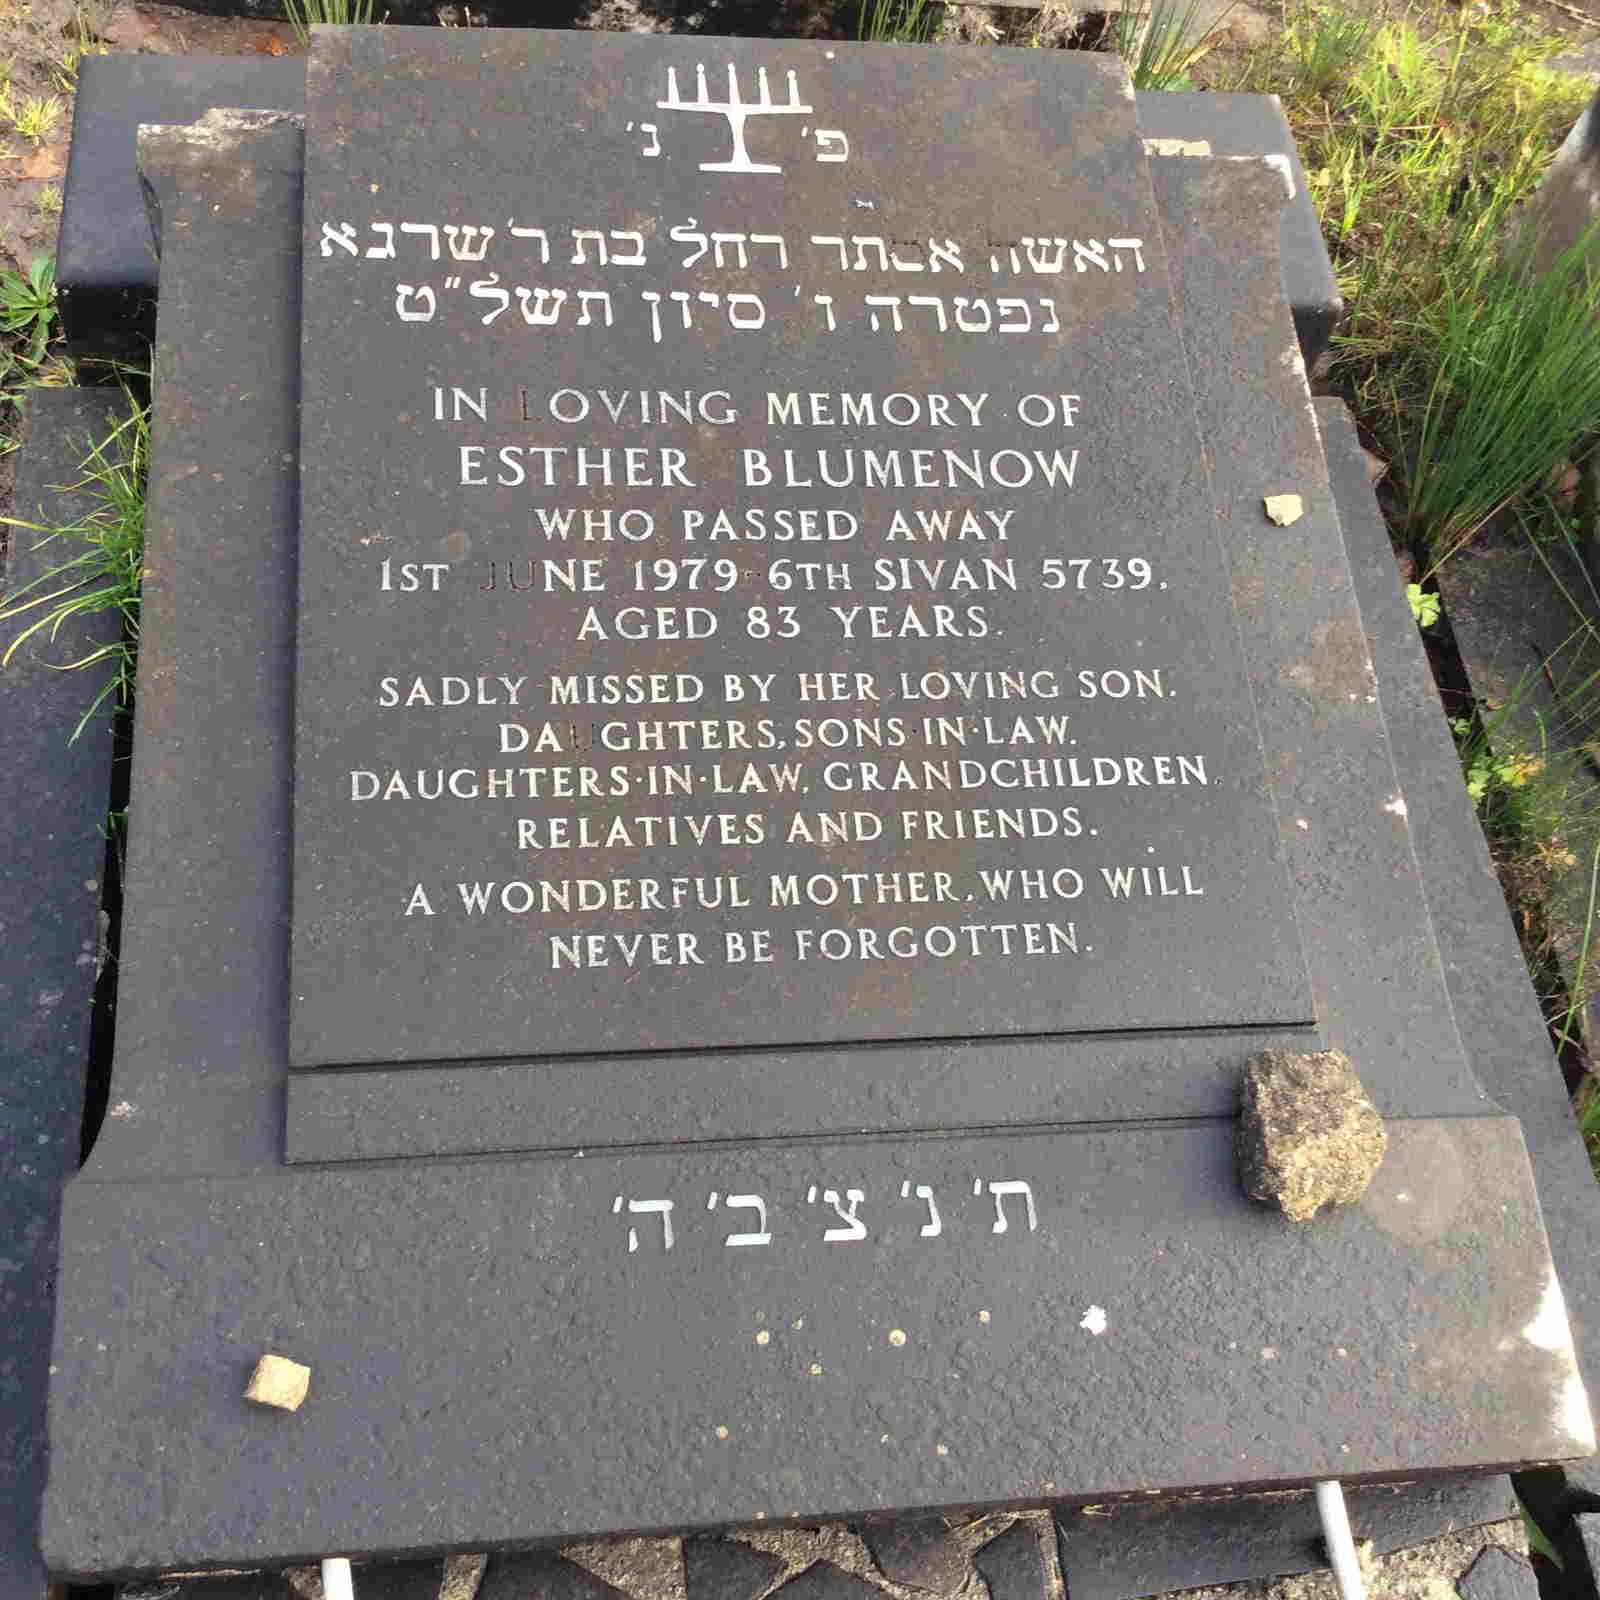 פ' נ'
האשה אסתר רחל בת ר' שרגא
נפטרה ו' סיון תשל"ט
IN LOVING MEMORY OF
ESTHER BLUMENOW
WHO PASSED AWAY
1ST JUNE 1979-6TH SIVAN 5739.
AGED 83 YEARS.
SADLY MISSED BY HER LOVING SON.
DAUGHTERS, SONS·IN·LAW.
DAUGHTERS·IN·LAW, GRANDCHILDREN.
RELATIVES AND FRIENDS.
A WONDERFUL MOTHER, WHO WILL
NEVER BE FORGOTTEN.
ת' נ' צ' ב' ה'